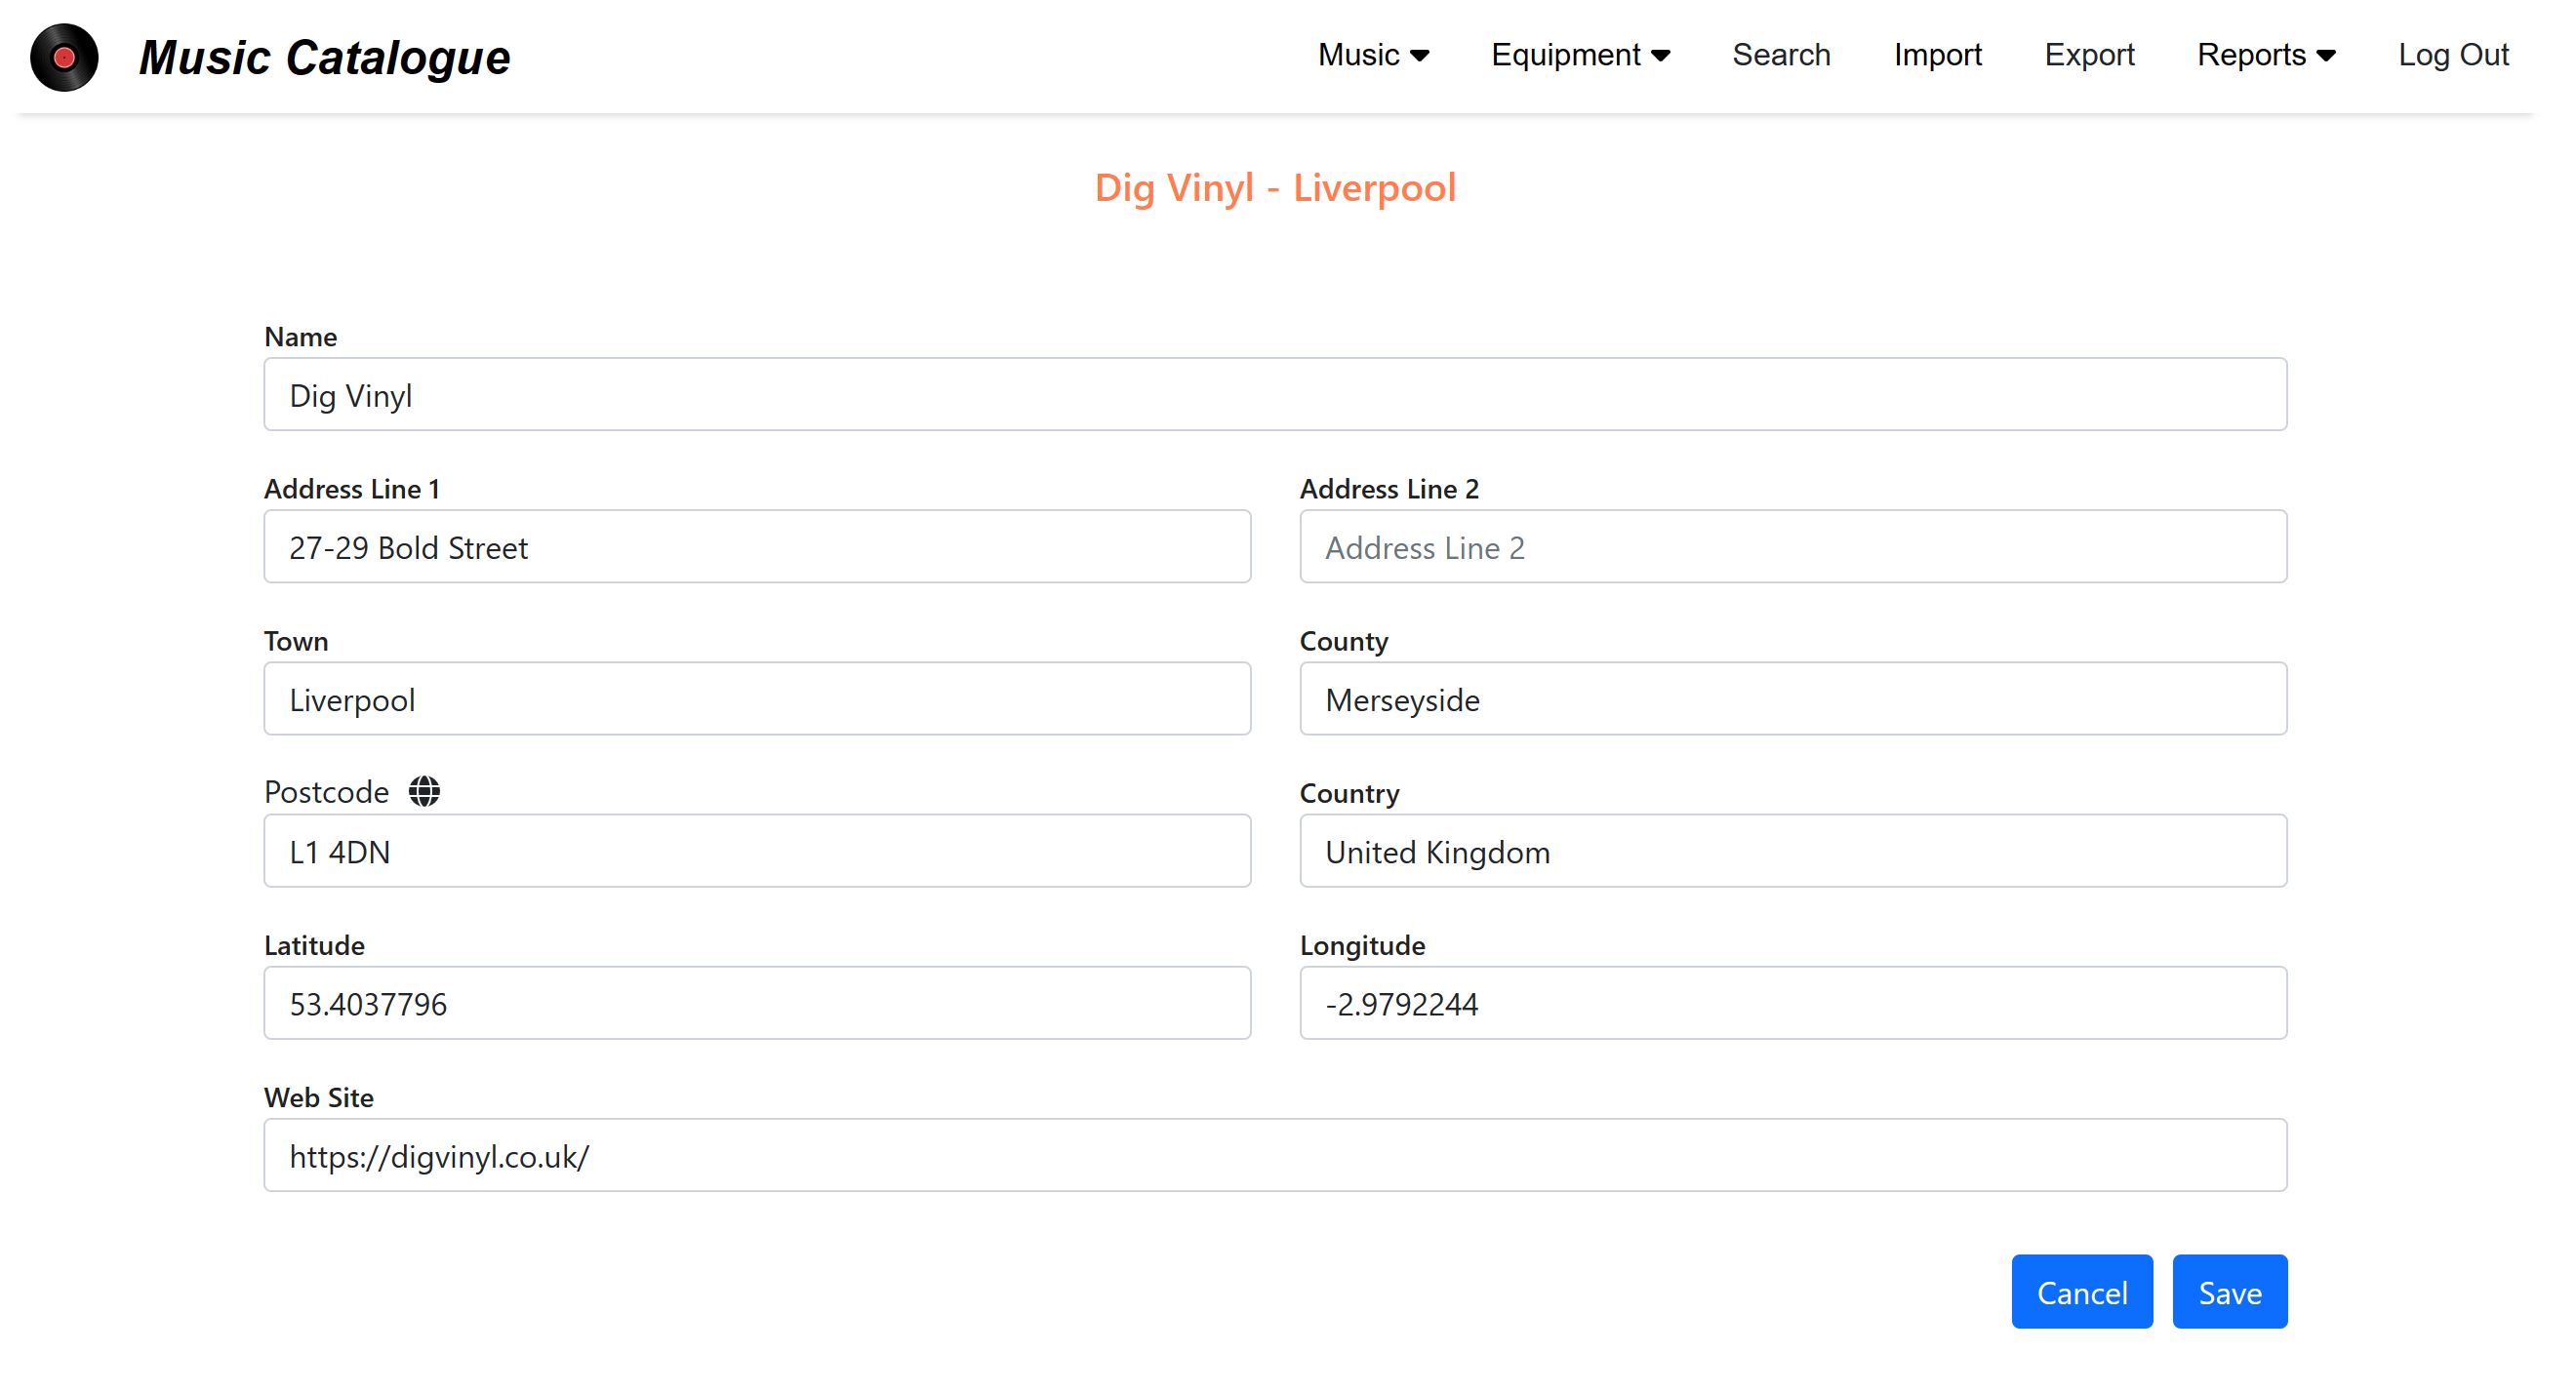 Music Catalogue
Music Equipment Search Import Export Reports Log Out
Dig Vinyl - Liverpool
Name
Dig Vinyl
Address Line 1 Address Line 2
27-29 Bold Street Address Line 2
Town County
Liverpool Merseyside
Postcode Country
L1 4DN United Kingdom
Latitude Longitude
53.4037796 -2.9792244
Web Site
https://digvinyl.co.uk/
Cancel Save